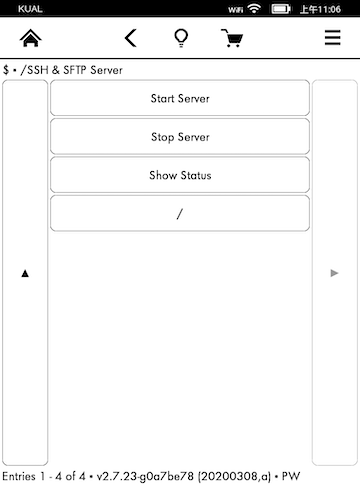 KUAL WiFi 上午11:06
$ • /SSH & SFTP Server
Start Server
Stop Server
Show Status
/
Entries 1 - 4 of 4 • v2.7.23-g0a7be78 (20200308,a) • PW